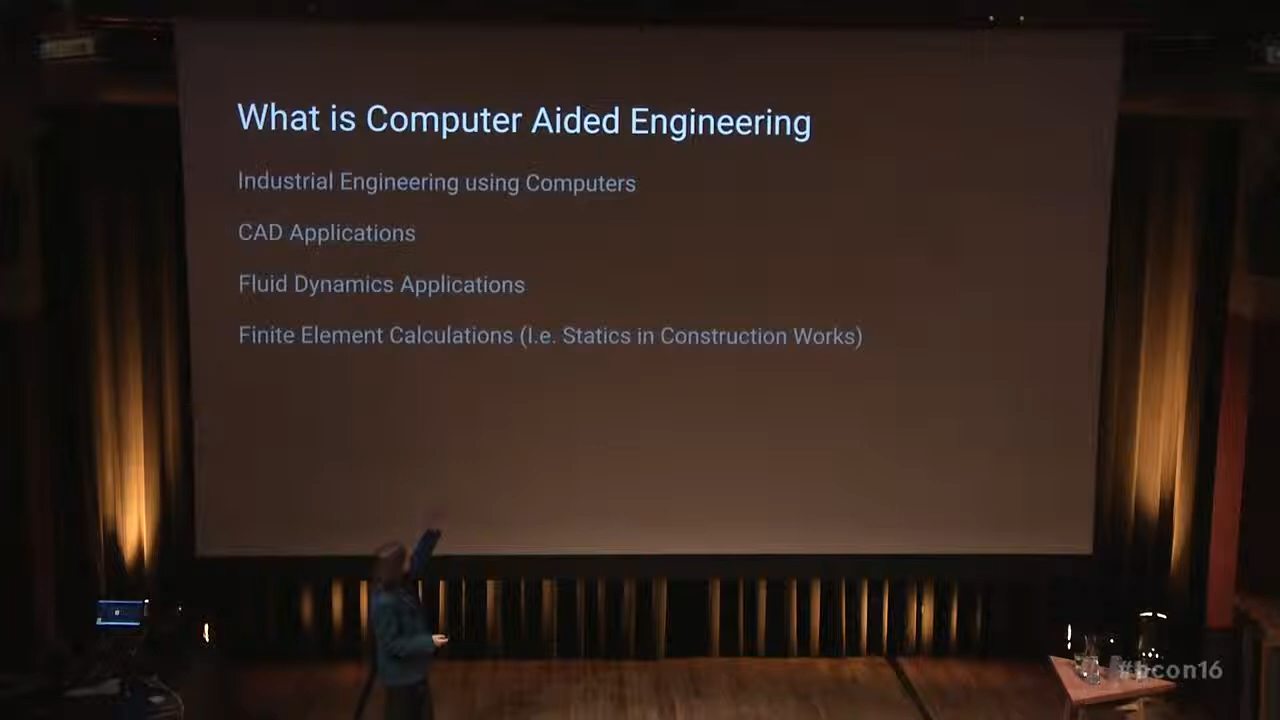 What is Computer Aided Engineering
Industrial Engineering using Computers
CAD Applications
Fluid Dynamics Applications
Finite Element Calculations (I.e. Statics in Construction Works)
#bcon16